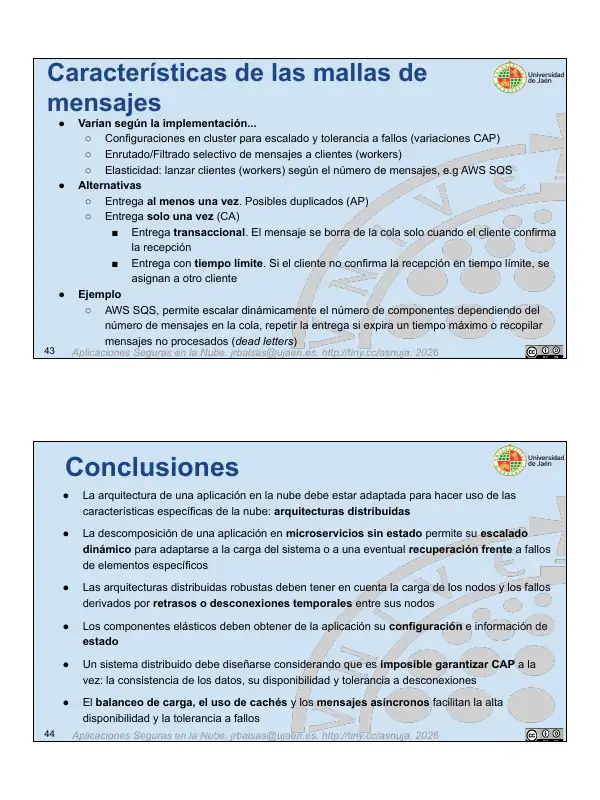 Características de las mallas de
mensajes
Universidad
de Jaén
● Varían según la implementación...
○ Configuraciones en cluster para escalado y tolerancia a fallos (variaciones CAP)
○ Enrutado/Filtrado selectivo de mensajes a clientes (workers)
○ Elasticidad: lanzar clientes (workers) según el número de mensajes, e.g AWS SQS
● Alternativas
○ Entrega al menos una vez. Posibles duplicados (AP)
○ Entrega solo una vez (CA)
■ Entrega transaccional. El mensaje se borra de la cola solo cuando el cliente confirma
la recepción
■ Entrega con tiempo límite. Si el cliente no confirma la recepción en tiempo límite, se
asignan a otro cliente
● Ejemplo
○ AWS SQS, permite escalar dinámicamente el número de componentes dependiendo del
número de mensajes en la cola, repetir la entrega si expira un tiempo máximo o recopilar
mensajes no procesados (dead letters)
43 Aplicaciones Seguras en la Nube. jrbalsas@ujaen.es. http://tiny.cc/asnuja. 2026
Conclusiones
Universidad
de Jaén
● La arquitectura de una aplicación en la nube debe estar adaptada para hacer uso de las
características específicas de la nube: arquitecturas distribuidas
● La descomposición de una aplicación en microservicios sin estado permite su escalado
dinámico para adaptarse a la carga del sistema o a una eventual recuperación frente a fallos
de elementos específicos
● Las arquitecturas distribuidas robustas deben tener en cuenta la carga de los nodos y los fallos
derivados por retrasos o desconexiones temporales entre sus nodos
● Los componentes elásticos deben obtener de la aplicación su configuración e información de
estado
● Un sistema distribuido debe diseñarse considerando que es imposible garantizar CAP a la
vez: la consistencia de los datos, su disponibilidad y tolerancia a desconexiones
● El balanceo de carga, el uso de cachés y los mensajes asíncronos facilitan la alta
disponibilidad y la tolerancia a fallos
44 Aplicaciones Seguras en la Nube. jrbalsas@ujaen.es. http://tiny.cc/asnuja. 2026